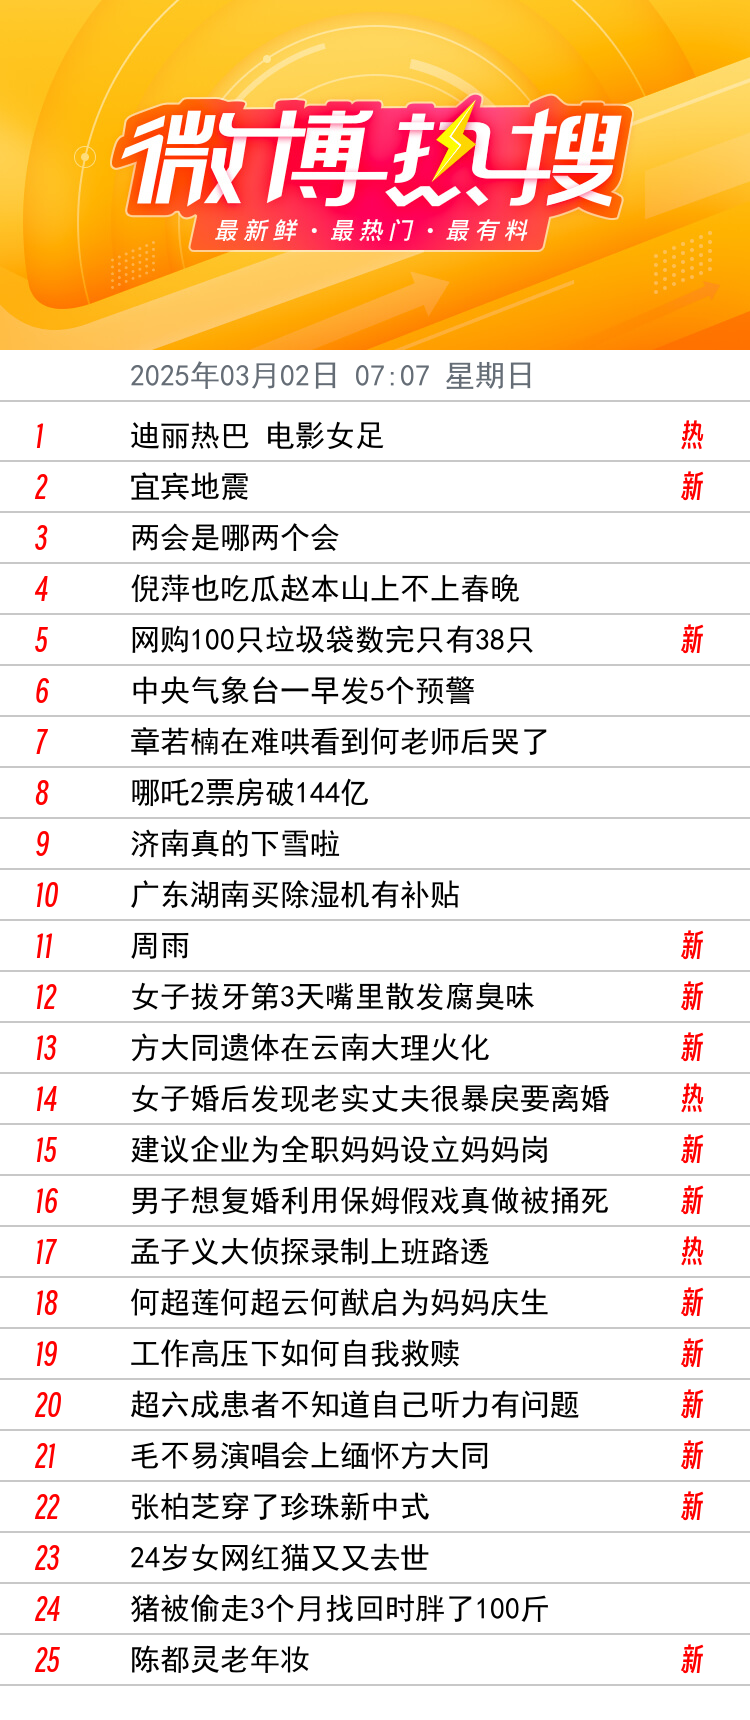 微博热搜
最新鲜·最热门·最有料
2025年03月02日 07:07 星期日
1 迪丽热巴 电影女足 热
2 宜宾地震 新
3 两会是哪两个会
4 倪萍也吃瓜赵本山上不上春晚
5 网购100只垃圾袋数完只有38只 新
6 中央气象台一早发5个预警
7 章若楠在难哄看到何老师后哭了
8 哪吒2票房破144亿
9 济南真的下雪啦
10 广东湖南买除湿机有补贴
11 周雨 新
12 女子拔牙第3天嘴里散发腐臭味 新
13 方大同遗体在云南大理火化 新
14 女子婚后发现老实丈夫很暴戾要离婚 热
15 建议企业为全职妈妈设立妈妈岗 新
16 男子想复婚利用保姆假戏真做被捅死 新
17 孟子义大侦探录制上班路透 热
18 何超莲何超云何猷启为妈妈庆生 新
19 工作高压下如何自我救赎 新
20 超六成患者不知道自己听力有问题 新
21 毛不易演唱会上缅怀方大同 新
22 张柏芝穿了珍珠新中式 新
23 24岁女网红猫又又去世
24 猪被偷走3个月找回时胖了100斤
25 陈都灵老年妆 新